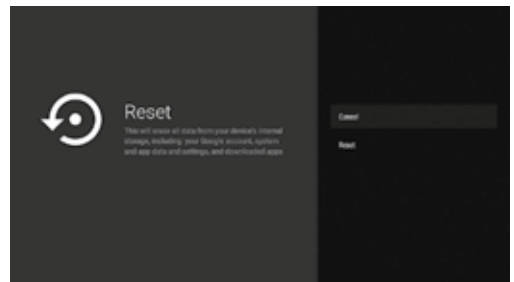 Reset
This will erase all data from your device's internal
storage, including: your Google account, system
and app data and settings, and downloaded apps
Cancel
Reset